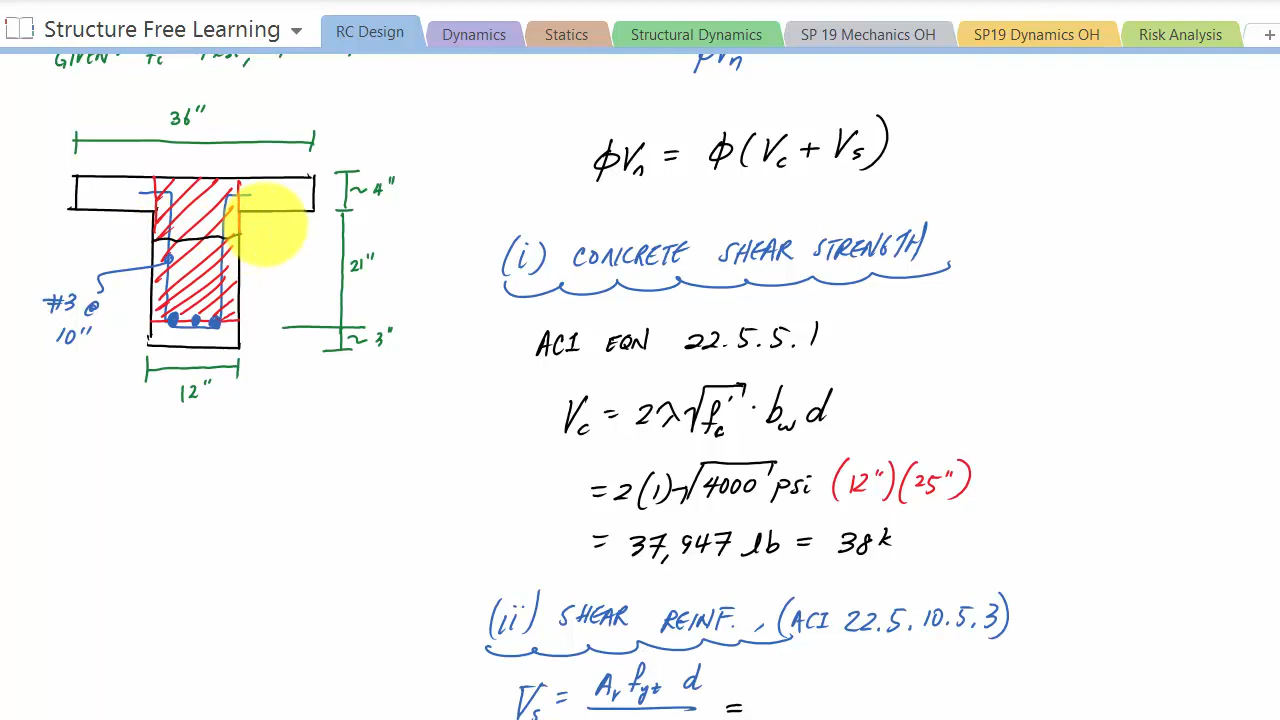 Structure Free Learning
RC Design
Dynamics
Statics
Structural Dynamics
SP 19 Mechanics OH
SP19 Dynamics OH
Risk Analysis
+
GIVEN:
ϕVn
36"
~4"
21"
~3"
12"
#3 @
10"
ϕVn = ϕ(Vc + Vs)
(i) CONCRETE SHEAR STRENGTH
ACI EQN 22.5.5.1
Vc = 2λ√fc' · bw d
= 2(1)√4000 psi (12")(25")
= 37,947 lb = 38k
(ii) SHEAR REINF., (ACI 22.5.10.5.3)
Vs = Av fyt d =